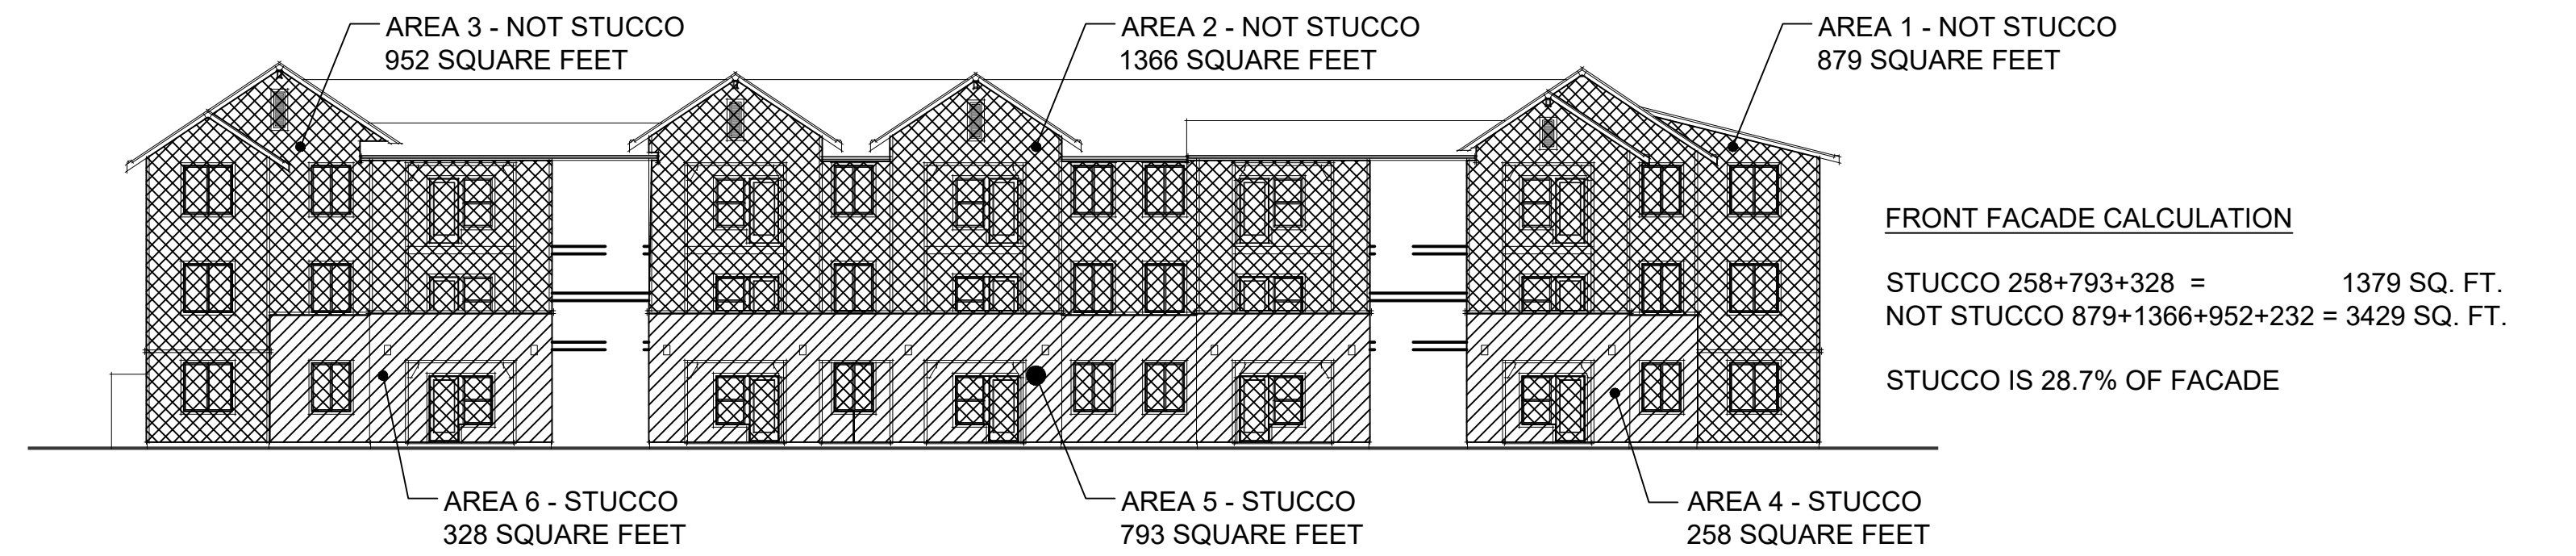 AREA 3 - NOT STUCCO
952 SQUARE FEET
AREA 2 - NOT STUCCO
1366 SQUARE FEET
AREA 1 - NOT STUCCO
879 SQUARE FEET
FRONT FACADE CALCULATION
STUCCO 258+793+328 = 1379 SQ. FT.
NOT STUCCO 879+1366+952+232 = 3429 SQ. FT.
STUCCO IS 28.7% OF FACADE
AREA 6 - STUCCO
328 SQUARE FEET
AREA 5 - STUCCO
793 SQUARE FEET
AREA 4 - STUCCO
258 SQUARE FEET